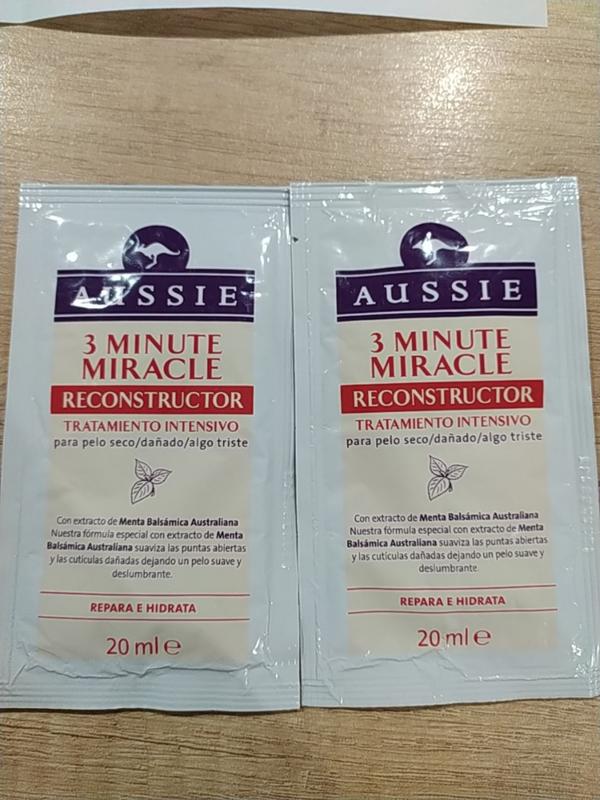 AUSSIE
3 MINUTE
MIRACLE
RECONSTRUCTOR
TRATAMIENTO INTENSIVO
para pelo seco/dañado/algo triste
Con extracto de Menta Balsámica Australiana
Nuestra fórmula especial con extracto de Menta
Balsámica Australiana suaviza las puntas abiertas
y las cutículas dañadas dejando un pelo suave y
deslumbrante.
REPARA E HIDRATA
20 ml e
AUSSIE
3 MINUTE
MIRACLE
RECONSTRUCTOR
TRATAMIENTO INTENSIVO
para pelo seco/dañado/algo triste
Con extracto de Menta Balsámica Australiana
Nuestra fórmula especial con extracto de Menta
Balsámica Australiana suaviza las puntas abiertas
y las cutículas dañadas dejando un pelo suave y
deslumbrante.
REPARA E HIDRATA
20 ml e